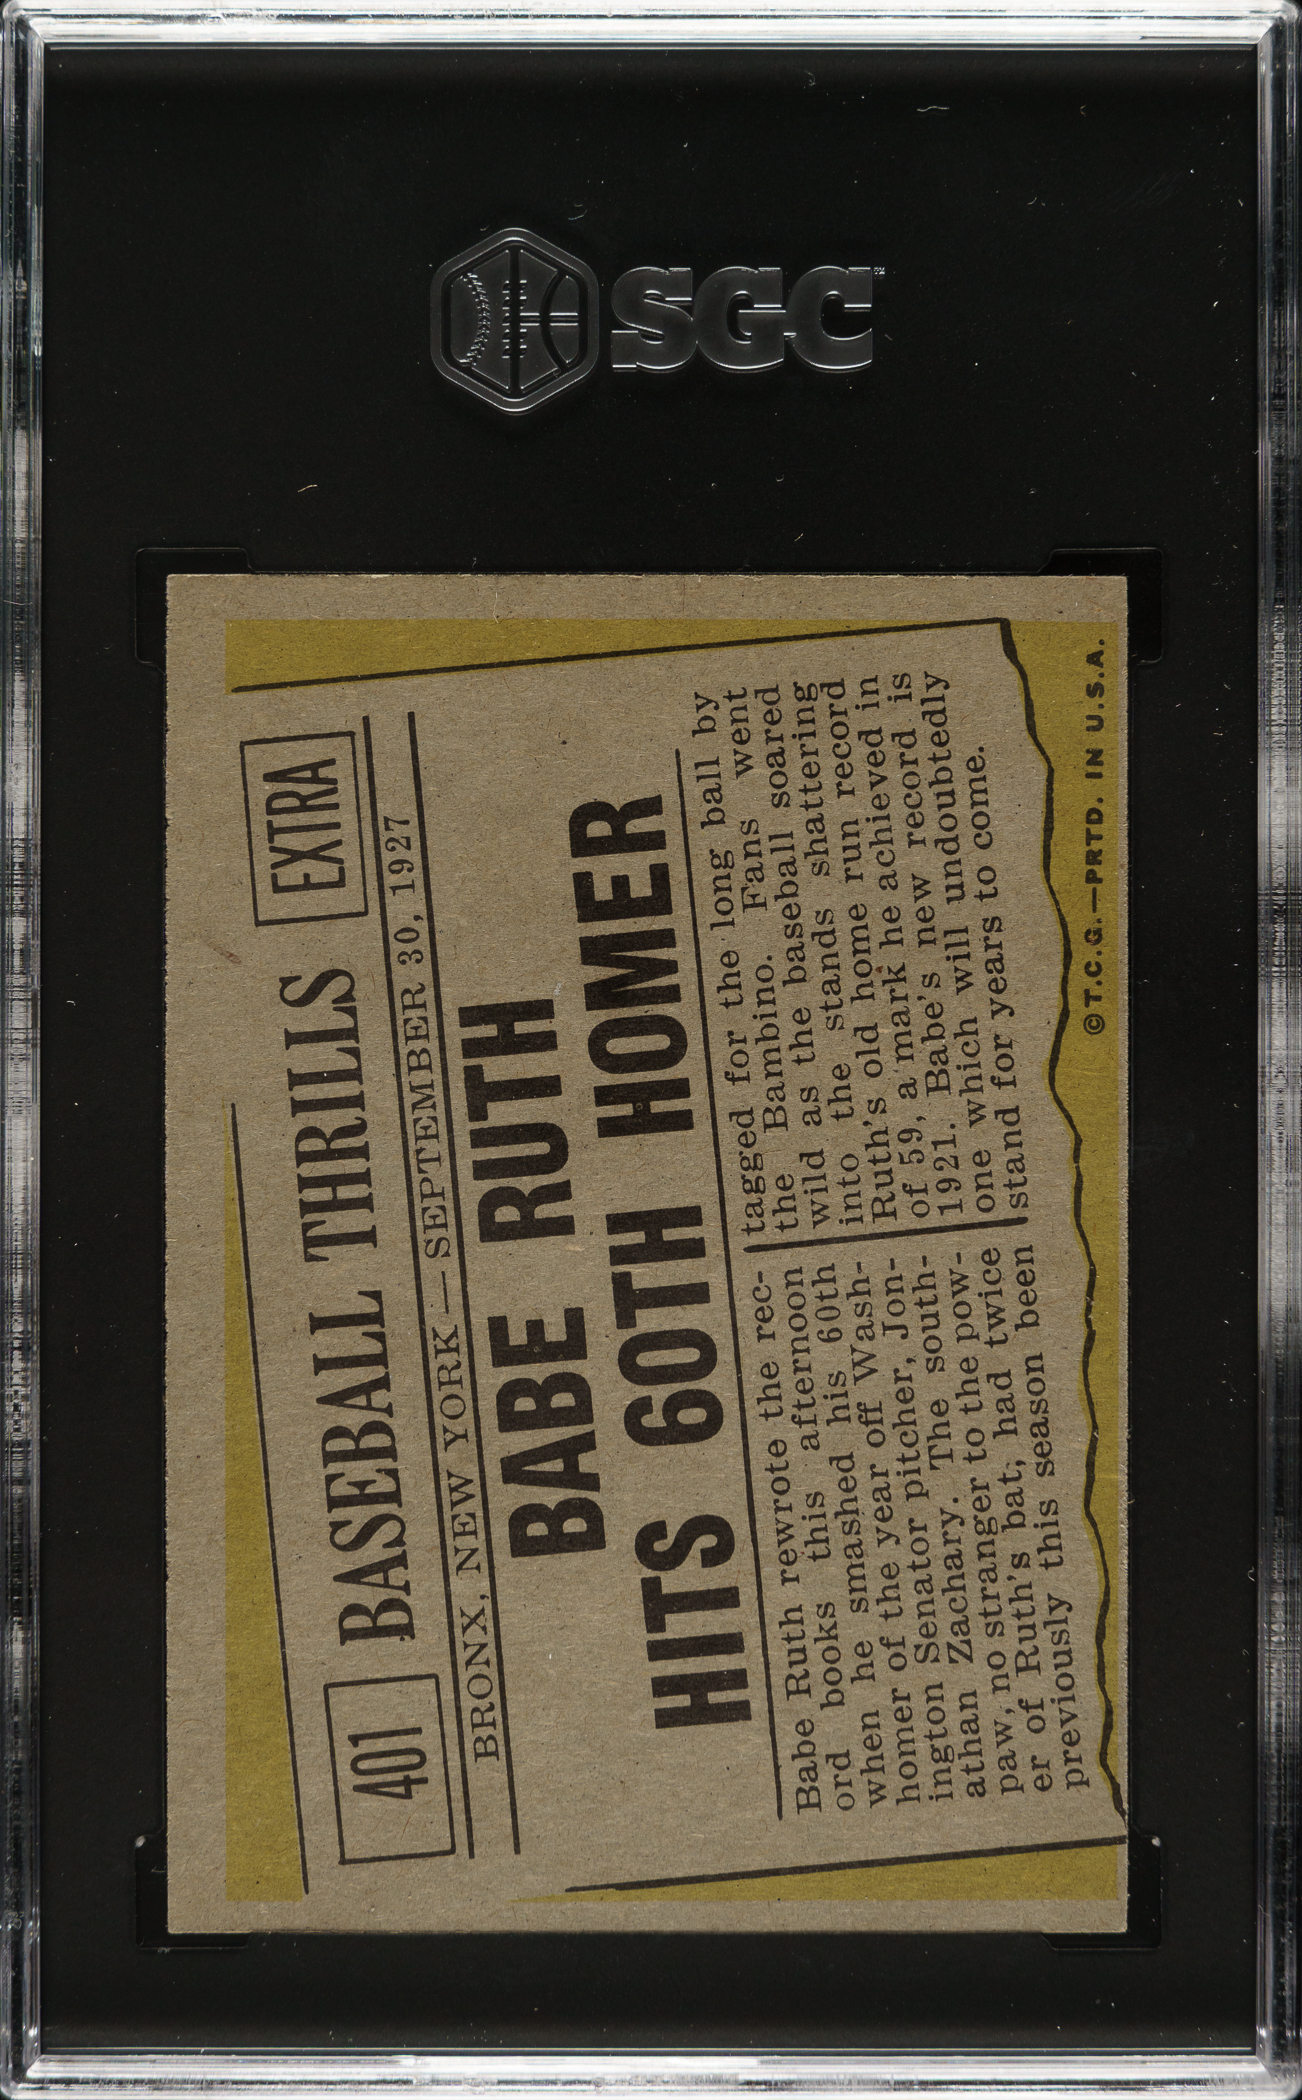 SGC™
401
BASEBALL THRILLS
EXTRA
BRONX, NEW YORK—SEPTEMBER 30, 1927
BABE RUTH
HITS 60TH HOMER
Babe Ruth rewrote the rec-
ord books this afternoon
when he smashed his 60th
homer of the year off Wash-
ington Senator pitcher, Jon-
athan Zachary. The south-
paw, no stranger to the pow-
er of Ruth's bat, had twice
previously this season been
tagged for the long ball by
the Bambino. Fans went
wild as the baseball soared
into the stands shattering
Ruth's old home run record
of 59, a mark he achieved in
1921. Babe's new record is
one which will undoubtedly
stand for years to come.
©T.C.G.—PRTD. IN U.S.A.